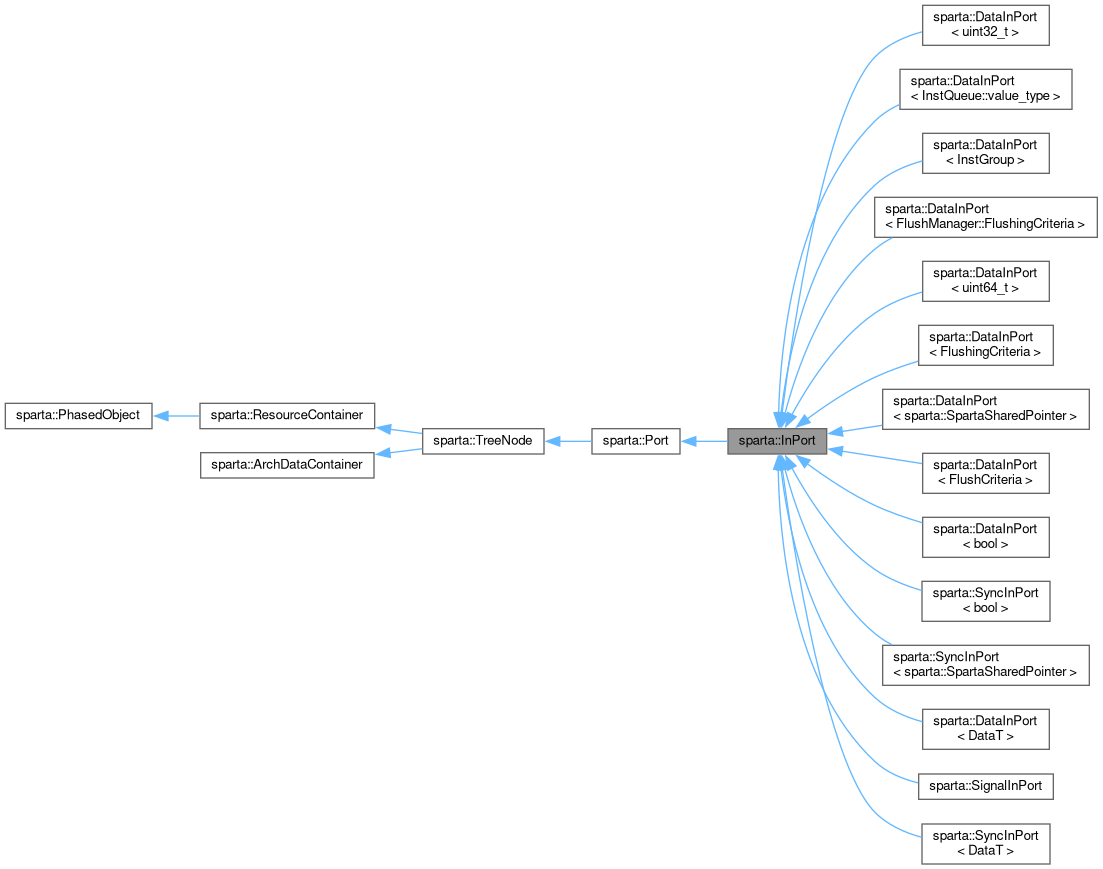 sparta::DataInPort
< uint32_t >
sparta::DataInPort
< InstQueue::value_type >
sparta::DataInPort
< InstGroup >
sparta::DataInPort
< FlushManager::FlushingCriteria >
sparta::DataInPort
< uint64_t >
sparta::DataInPort
< FlushingCriteria >
sparta::PhasedObject
sparta::ResourceContainer
sparta::ArchDataContainer
sparta::TreeNode
sparta::Port
sparta::InPort
sparta::DataInPort
< sparta::SpartaSharedPointer >
sparta::DataInPort
< FlushCriteria >
sparta::DataInPort
< bool >
sparta::SyncInPort
< bool >
sparta::SyncInPort
< sparta::SpartaSharedPointer >
sparta::DataInPort
< DataT >
sparta::SignalInPort
sparta::SyncInPort
< DataT >